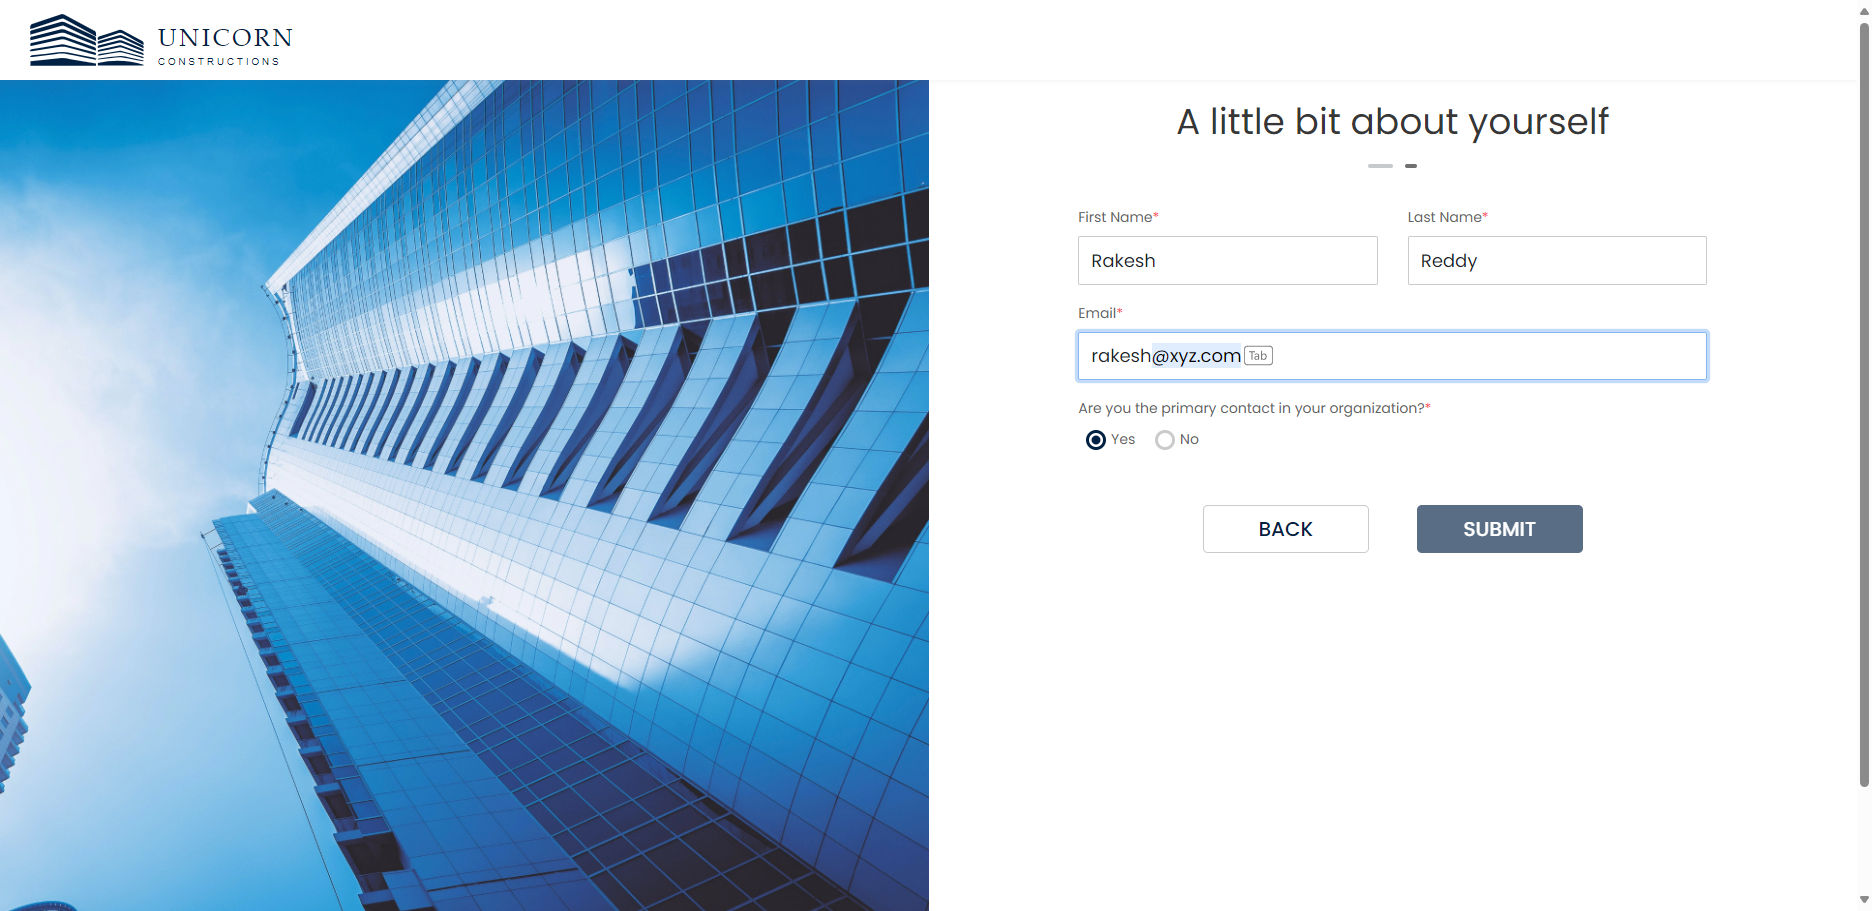 UNICORN
CONSTRUCTIONS
A little bit about yourself
First Name*
Last Name*
Rakesh
Reddy
Email*
rakesh@xyz.com Tab
Are you the primary contact in your organization?*
Yes
No
BACK
SUBMIT